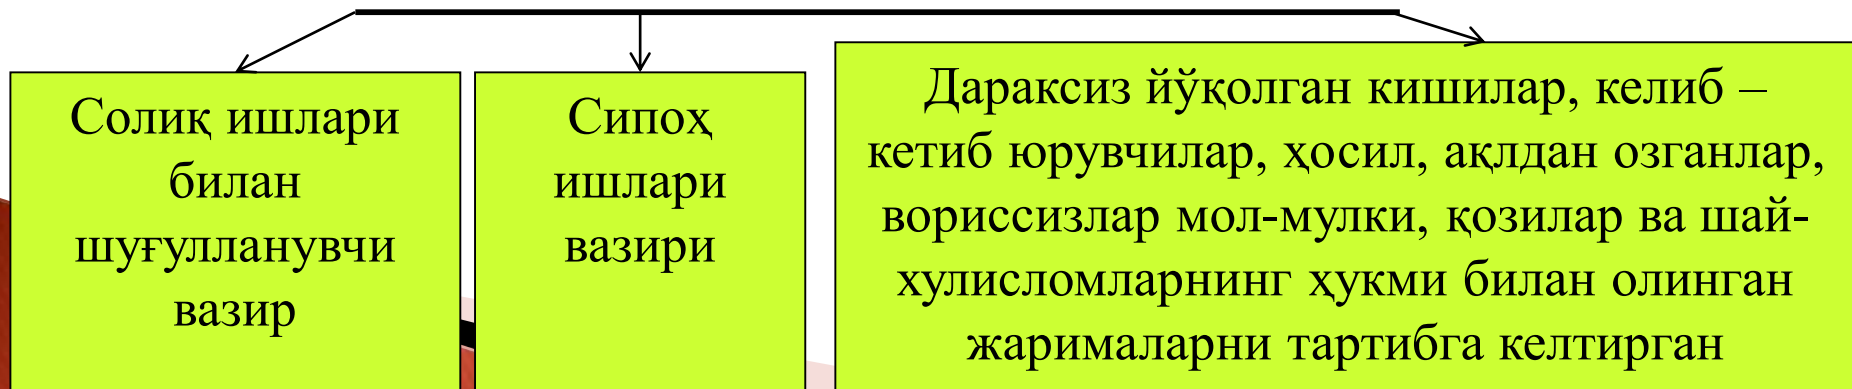 Солиқ ишлари
билан
шуғулланувчи
вазир
Сипоҳ
ишлари
вазири
Дараксиз йўқолган кишилар, келиб –
кетиб юрувчилар, ҳосил, ақлдан озганлар,
вориссизлар мол-мулки, қозилар ва шай-
хулисломларнинг ҳукми билан олинган
жарималарни тартибга келтирган